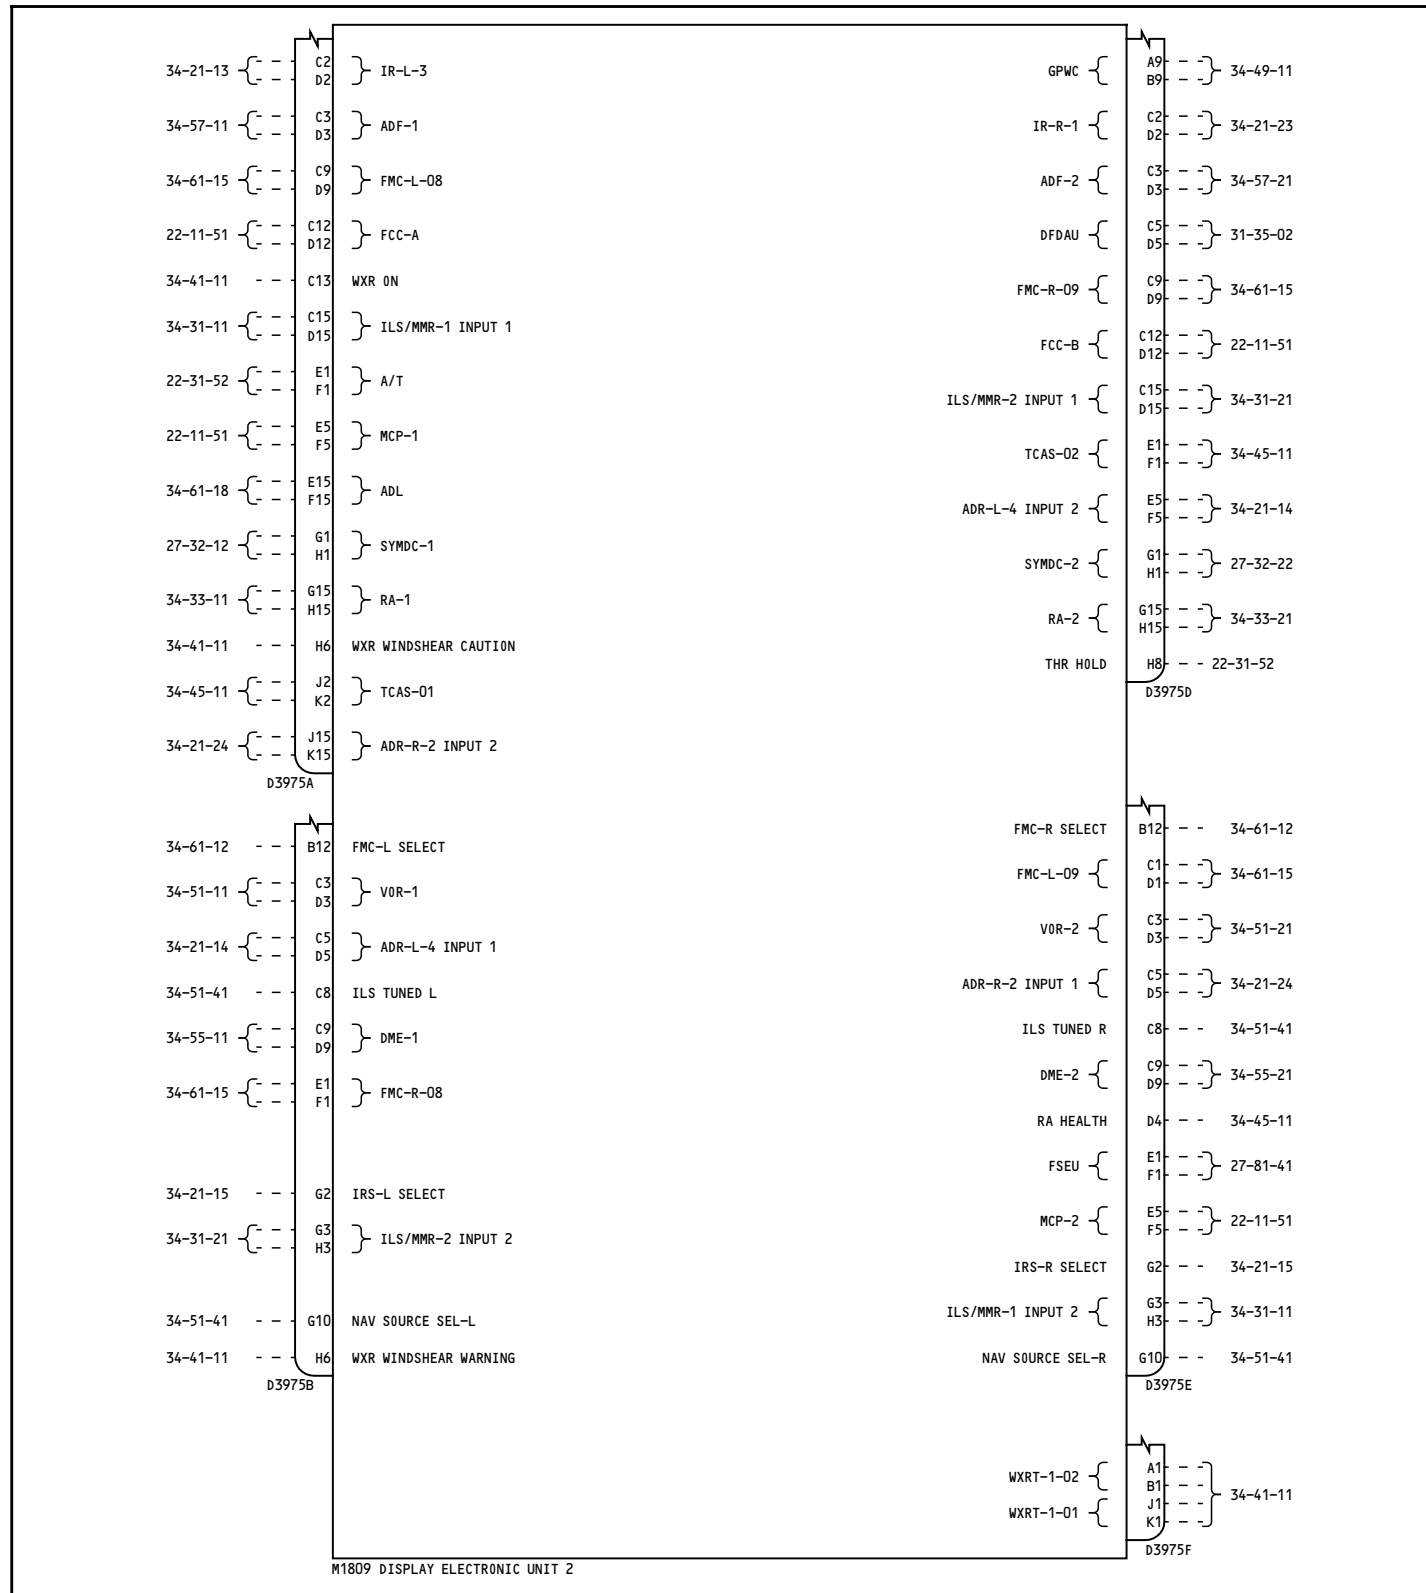 34-21-13 C2 D2 IR-L-3
34-57-11 C3 D3 ADF-1
34-61-15 C9 D9 FMC-L-08
22-11-51 C12 D12 FCC-A
34-41-11 C13 WXR ON
34-31-11 C15 D15 ILS/MMR-1 INPUT 1
22-31-52 E1 F1 A/T
22-11-51 E5 F5 MCP-1
34-61-18 E15 F15 ADL
27-32-12 G1 H1 SYMDC-1
34-33-11 G15 H15 RA-1
34-41-11 H6 WXR WINDSHEAR CAUTION
34-45-11 J2 K2 TCAS-01
34-21-24 J15 K15 ADR-R-2 INPUT 2
D3975A
34-61-12 B12 FMC-L SELECT
34-51-11 C3 D3 VOR-1
34-21-14 C5 D5 ADR-L-4 INPUT 1
34-51-41 C8 ILS TUNED L
34-55-11 C9 D9 DME-1
34-61-15 E1 F1 FMC-R-08
34-21-15 G2 IRS-L SELECT
34-31-21 G3 H3 ILS/MMR-2 INPUT 2
34-51-41 G10 NAV SOURCE SEL-L
34-41-11 H6 WXR WINDSHEAR WARNING
D3975B
GPWC A9 B9 34-49-11
IR-R-1 C2 D2 34-21-23
ADF-2 C3 D3 34-57-21
DFDAU C5 D5 31-35-02
FMC-R-09 C9 D9 34-61-15
FCC-B C12 D12 22-11-51
ILS/MMR-2 INPUT 1 C15 D15 34-31-21
TCAS-02 E1 F1 34-45-11
ADR-L-4 INPUT 2 E5 F5 34-21-14
SYMDC-2 G1 H1 27-32-22
RA-2 G15 H15 34-33-21
THR HOLD H8 22-31-52
D3975D
FMC-R SELECT B12 34-61-12
FMC-L-09 C1 D1 34-61-15
VOR-2 C3 D3 34-51-21
ADR-R-2 INPUT 1 C5 D5 34-21-24
ILS TUNED R C8 34-51-41
DME-2 C9 D9 34-55-21
RA HEALTH D4 34-45-11
FSEU E1 F1 27-81-41
MCP-2 E5 F5 22-11-51
IRS-R SELECT G2 34-21-15
ILS/MMR-1 INPUT 2 G3 H3 34-31-11
NAV SOURCE SEL-R G10 34-51-41
D3975E
WXRT-1-02 A1 B1
WXRT-1-01 J1 K1
34-41-11
D3975F
M1809 DISPLAY ELECTRONIC UNIT 2